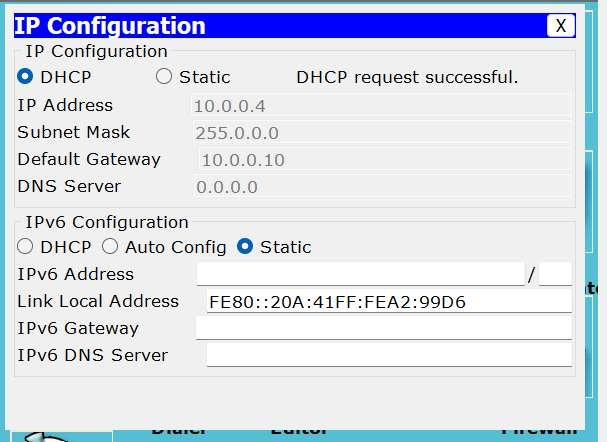 IP Configuration X
IP Configuration
DHCP Static DHCP request successful.
IP Address 10.0.0.4
Subnet Mask 255.0.0.0
Default Gateway 10.0.0.10
DNS Server 0.0.0.0
IPv6 Configuration
DHCP Auto Config Static
IPv6 Address /
Link Local Address FE80::20A:41FF:FEA2:99D6
IPv6 Gateway
IPv6 DNS Server